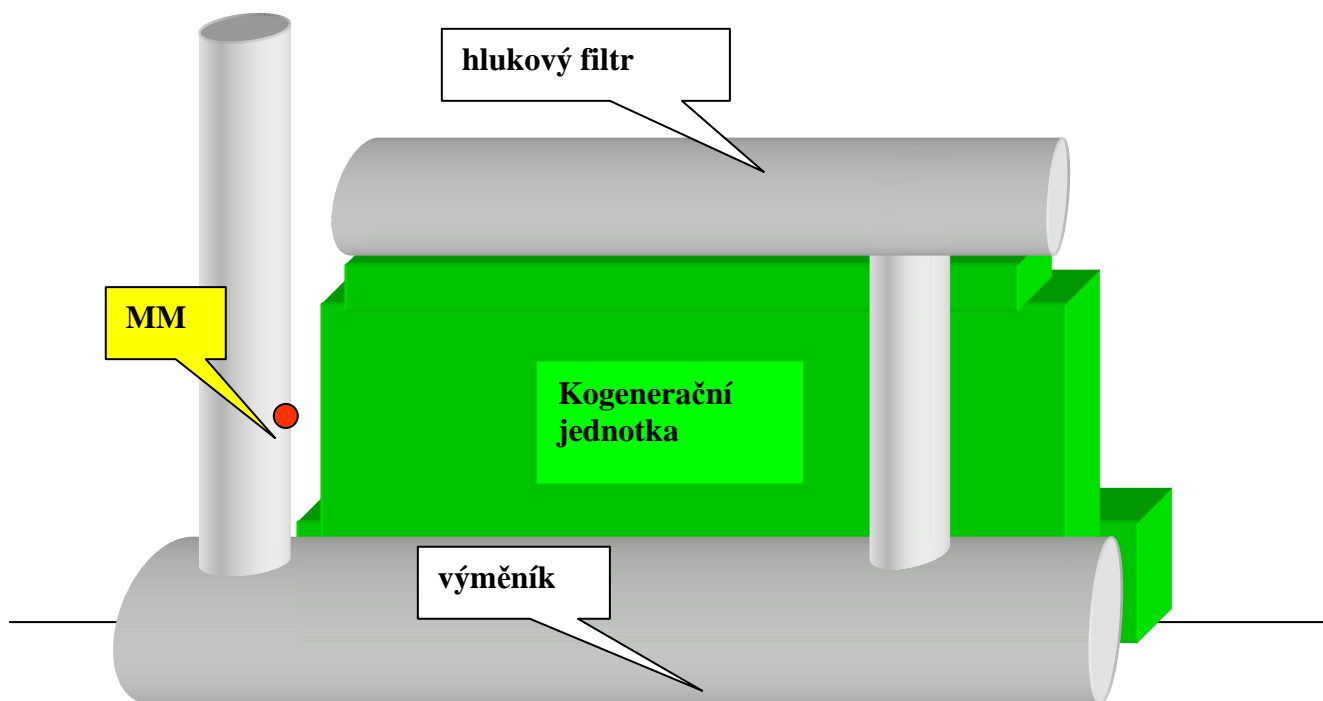 hlukový filtr
MM
Kogenerační
jednotka
výměník